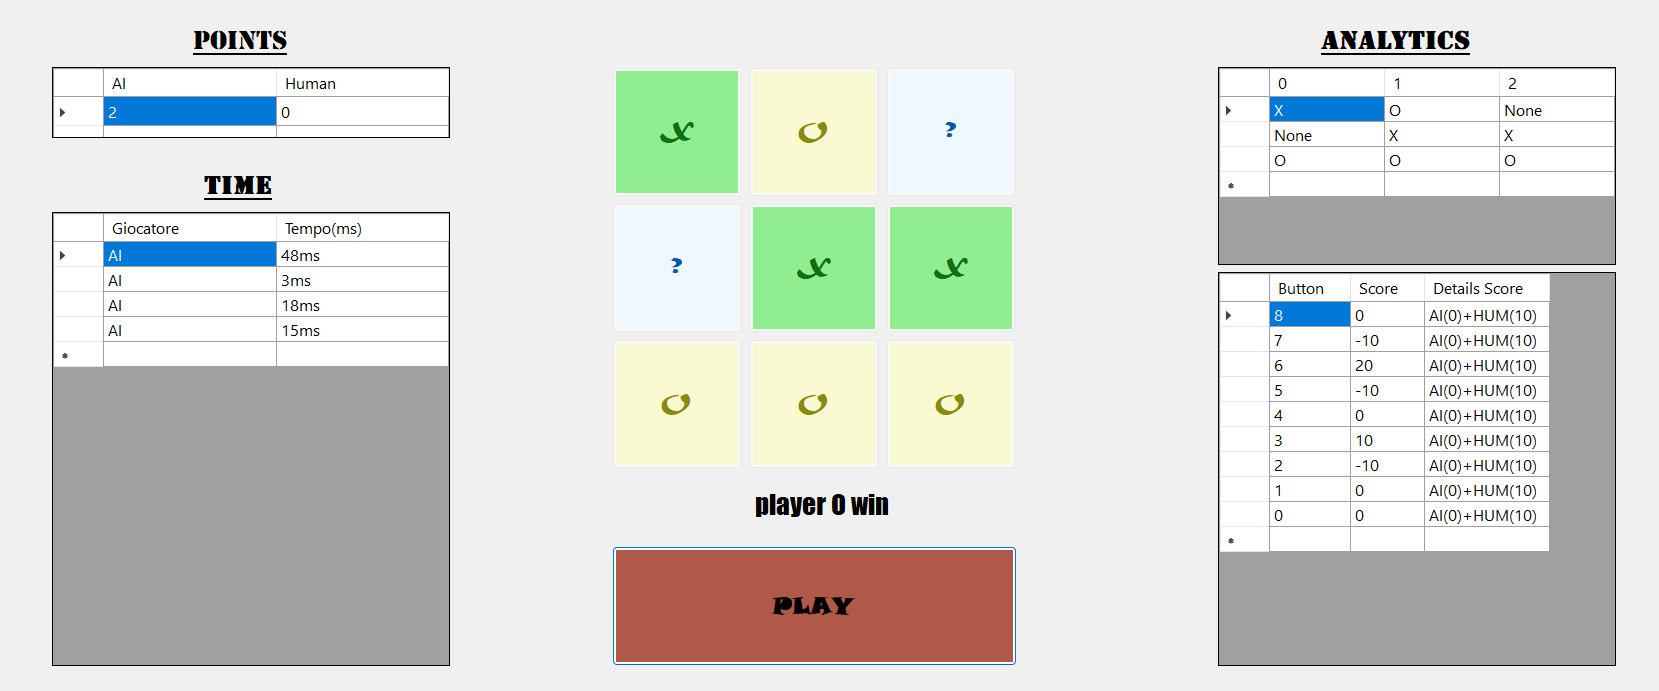 POINTS
AI Human
2 0
TIME
Giocatore Tempo(ms)
AI 48ms
AI 3ms
AI 18ms
AI 15ms
X O ?
? X X
O O O
player O win
PLAY
ANALYTICS
0 1 2
X O None
None X X
O O O
Button Score Details Score
8 0 AI(0)+HUM(10)
7 -10 AI(0)+HUM(10)
6 20 AI(0)+HUM(10)
5 -10 AI(0)+HUM(10)
4 0 AI(0)+HUM(10)
3 10 AI(0)+HUM(10)
2 -10 AI(0)+HUM(10)
1 0 AI(0)+HUM(10)
0 0 AI(0)+HUM(10)